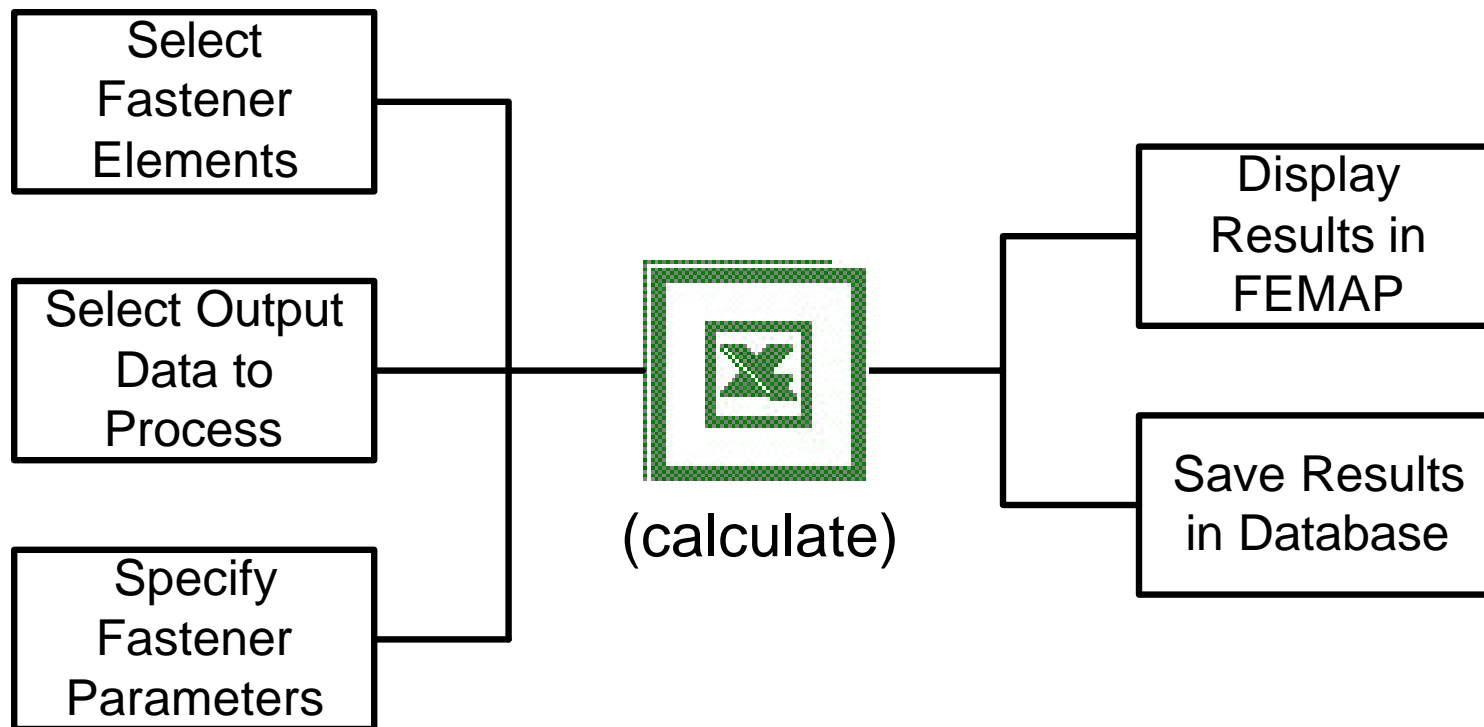 Select
Fastener
Elements
Select Output
Data to
Process
Specify
Fastener
Parameters
(calculate)
Display
Results in
FEMAP
Save Results
in Database